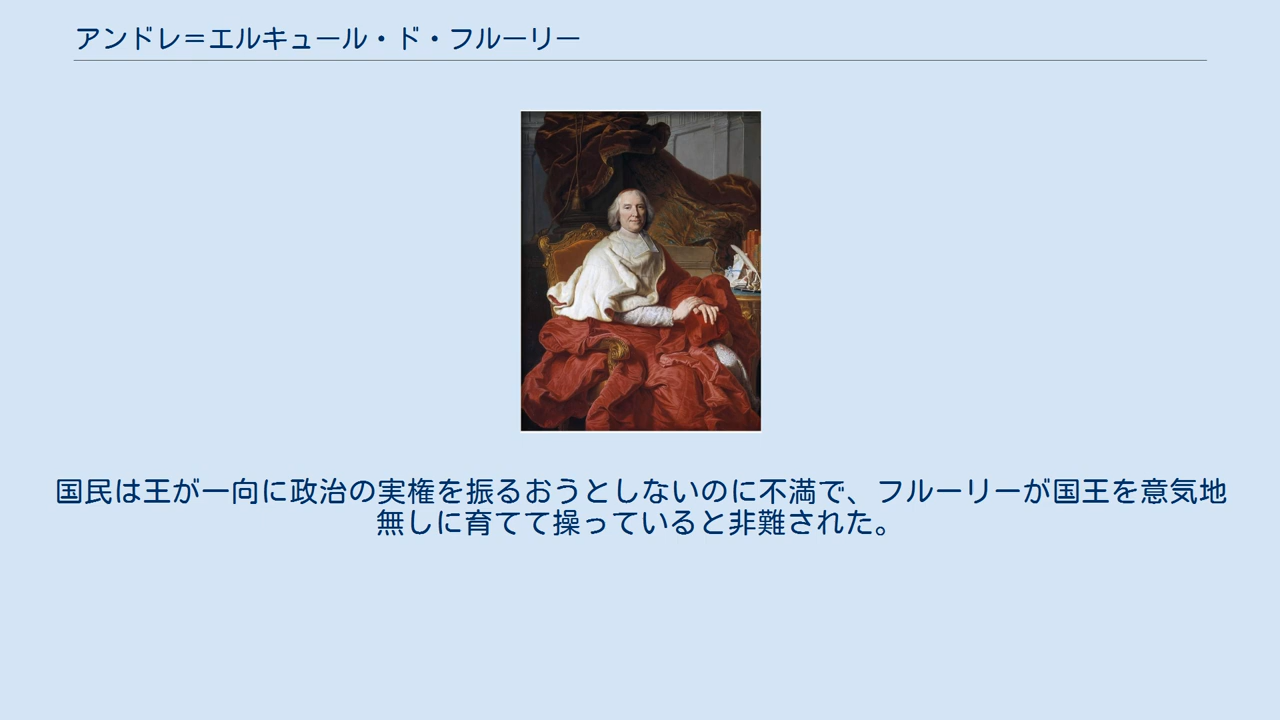 アンドレ＝エルキュール・ド・フルーリー
国民は王が一向に政治の実権を振るおうとしないのに不満で、フルーリーが国王を意気地
無しに育てて操っていると非難された。